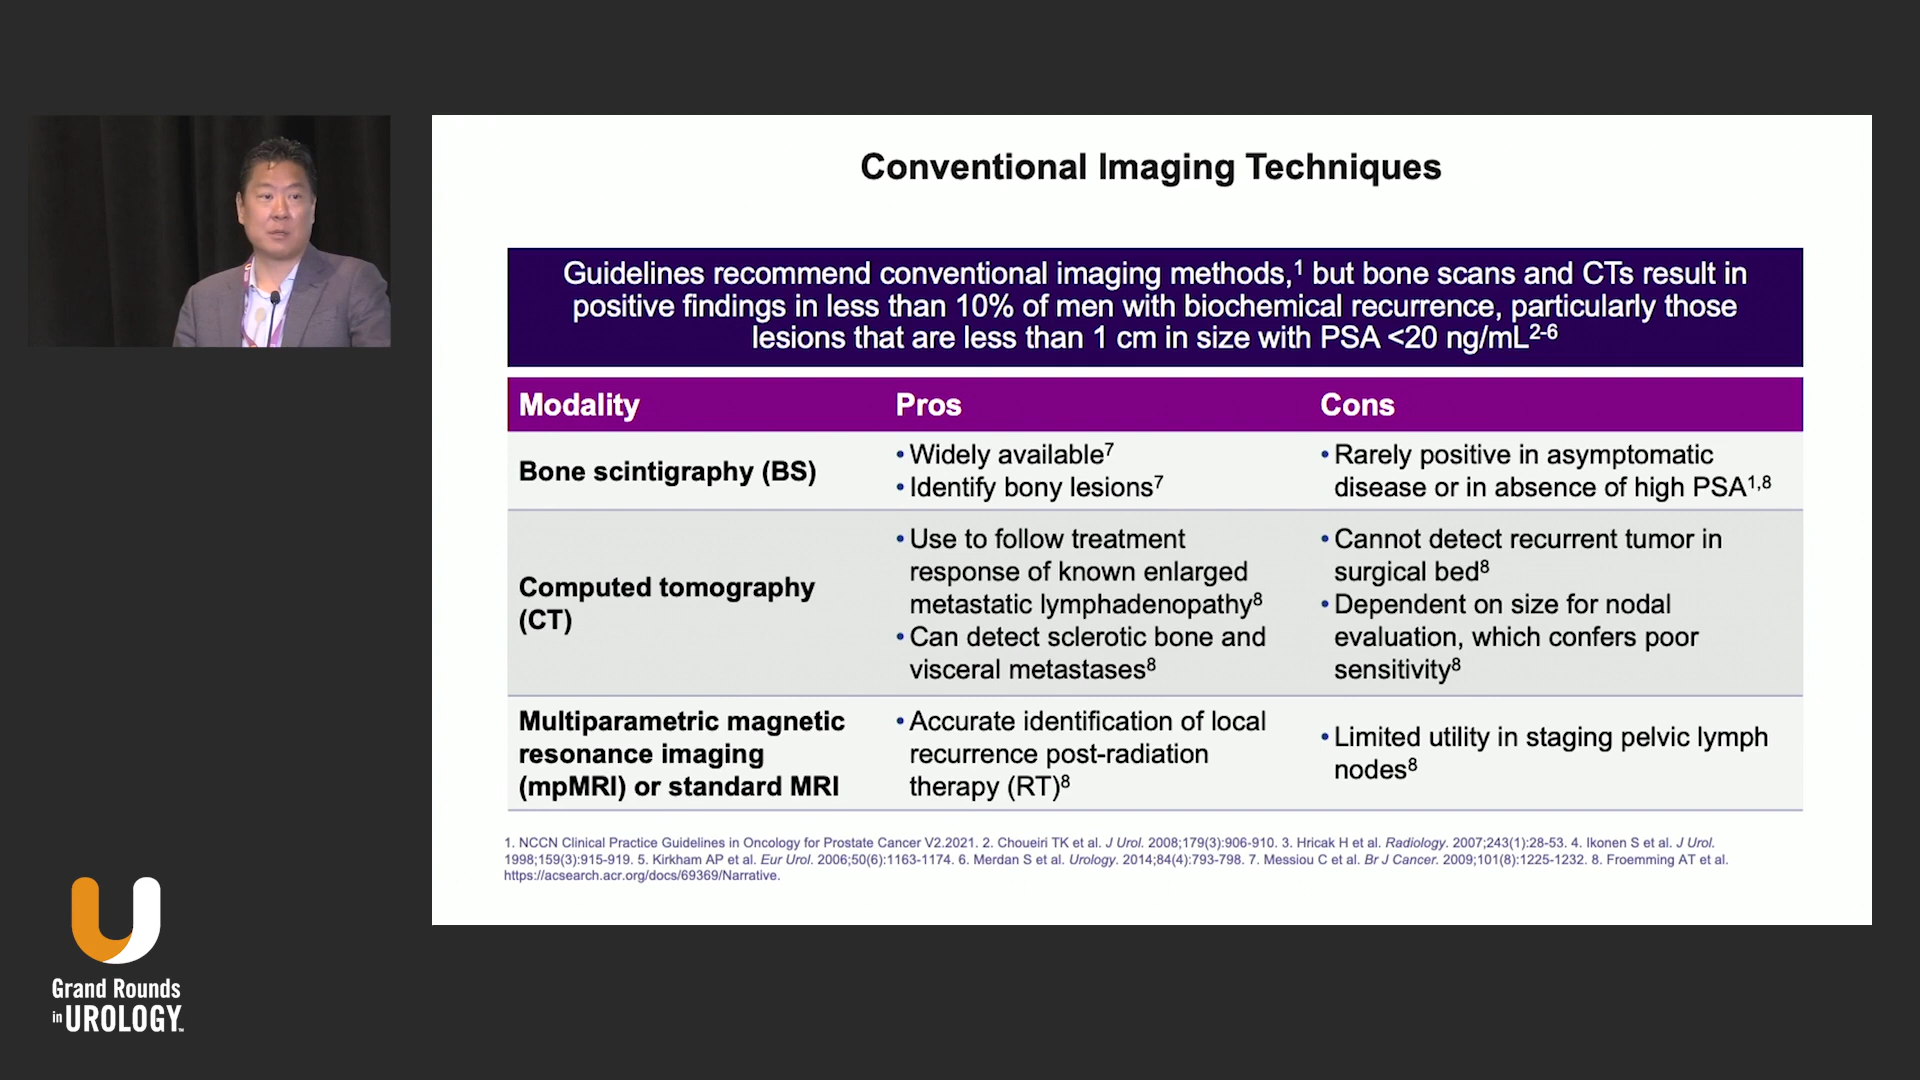 Conventional Imaging Techniques
Guidelines recommend conventional imaging methods,1 but bone scans and CTs result in
positive findings in less than 10% of men with biochemical recurrence, particularly those
lesions that are less than 1 cm in size with PSA <20 ng/mL2-6
Modality Pros Cons
Bone scintigraphy (BS)
• Widely available7
• Identify bony lesions7
• Rarely positive in asymptomatic
disease or in absence of high PSA1,8
Computed tomography
(CT)
• Use to follow treatment
response of known enlarged
metastatic lymphadenopathy8
• Can detect sclerotic bone and
visceral metastases8
• Cannot detect recurrent tumor in
surgical bed8
• Dependent on size for nodal
evaluation, which confers poor
sensitivity8
Multiparametric magnetic
resonance imaging
(mpMRI) or standard MRI
• Accurate identification of local
recurrence post-radiation
therapy (RT)8
• Limited utility in staging pelvic lymph
nodes8
1. NCCN Clinical Practice Guidelines in Oncology for Prostate Cancer V2.2021. 2. Choueiri TK et al. J Urol. 2008;179(3):906-910. 3. Hricak H et al. Radiology. 2007;243(1):28-53. 4. Ikonen S et al. J Urol.
1998;159(3):915-919. 5. Kirkham AP et al. Eur Urol. 2006;50(6):1163-1174. 6. Merdan S et al. Urology. 2014;84(4):793-798. 7. Messiou C et al. Br J Cancer. 2009;101(8):1225-1232. 8. Froemming AT et al.
https://acsearch.acr.org/docs/69369/Narrative.
Grand Rounds
in UROLOGY™